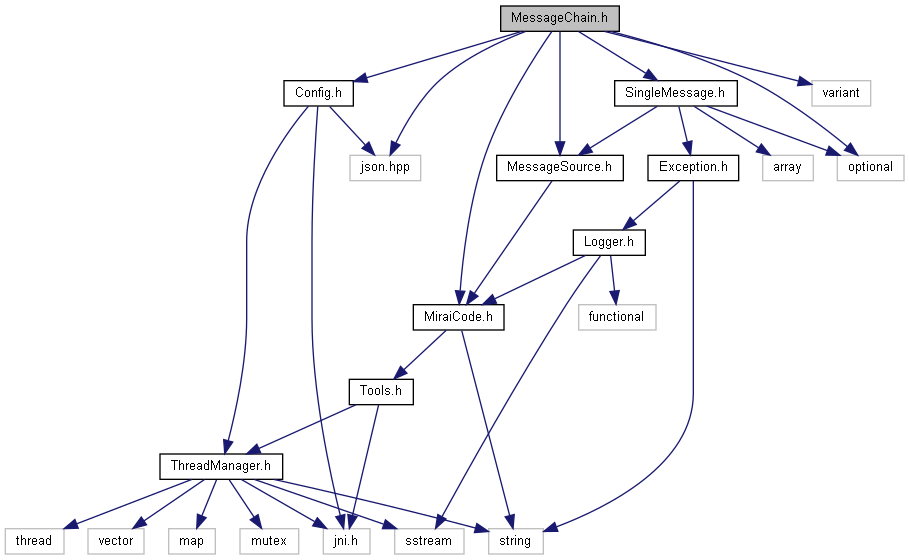 MessageChain.h
Config.h
SingleMessage.h
variant
json.hpp
MessageSource.h
Exception.h
array
optional
Logger.h
MiraiCode.h
functional
Tools.h
ThreadManager.h
thread
vector
map
mutex
jni.h
sstream
string